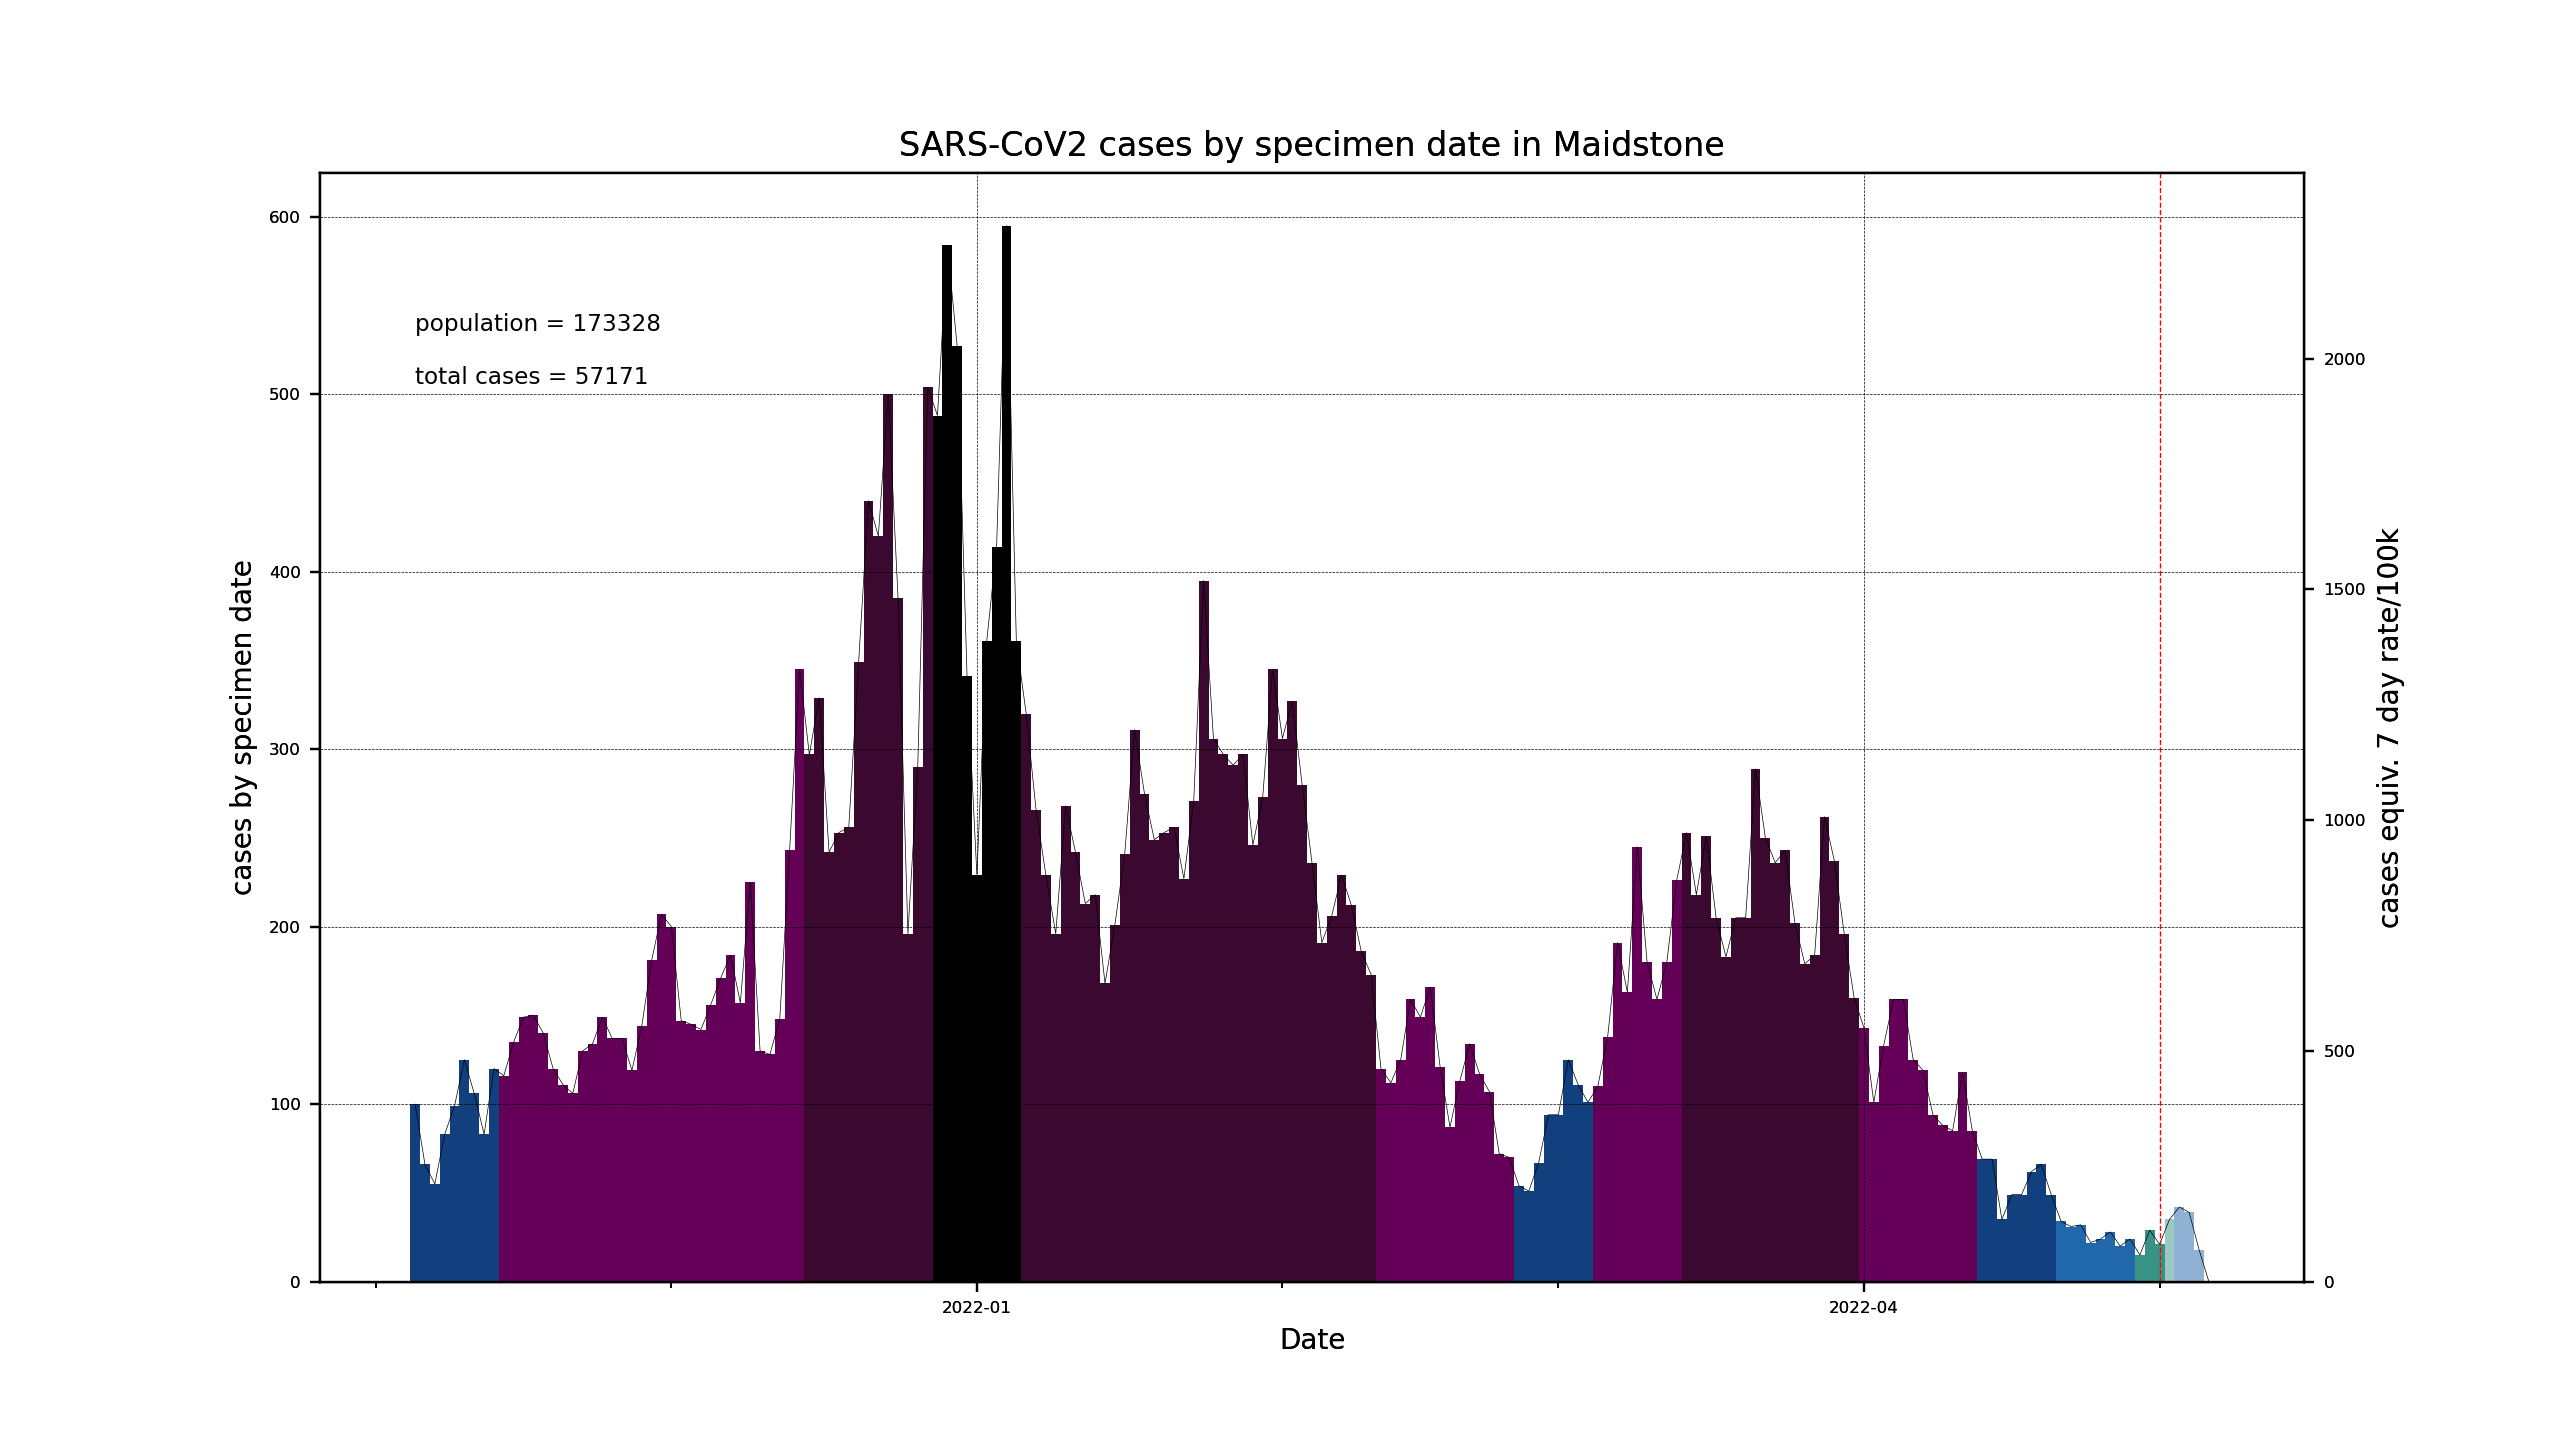 SARS-CoV2 cases by specimen date in Maidstone
population = 173328
total cases = 57171
cases by specimen date
600
500
400
300
200
100
0
2000
1500
1000
500
0
cases equiv. 7 day rate/100k
2022-01
2022-04
Date